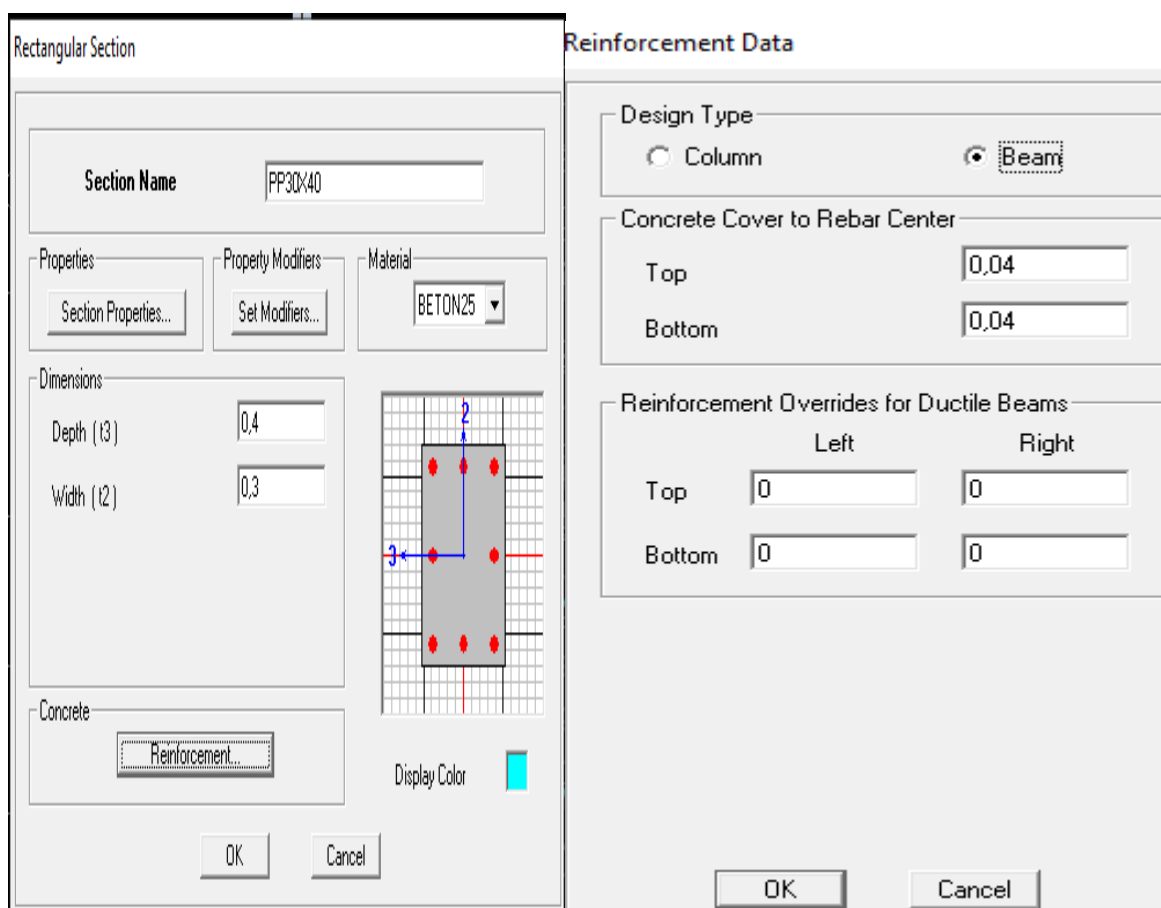 Rectangular Section
Section Name
PP30X40
Properties
Section Properties...
Property Modifiers
Set Modifiers...
Material
BETON25
Dimensions
Depth ( t3 )
0,4
Width ( t2 )
0,3
2
3
Concrete
Reinforcement...
Display Color
OK
Cancel
Reinforcement Data
Design Type
Column
Beam
Concrete Cover to Rebar Center
Top
0,04
Bottom
0,04
Reinforcement Overrides for Ductile Beams
Left
Right
Top
0
0
Bottom
0
0
OK
Cancel